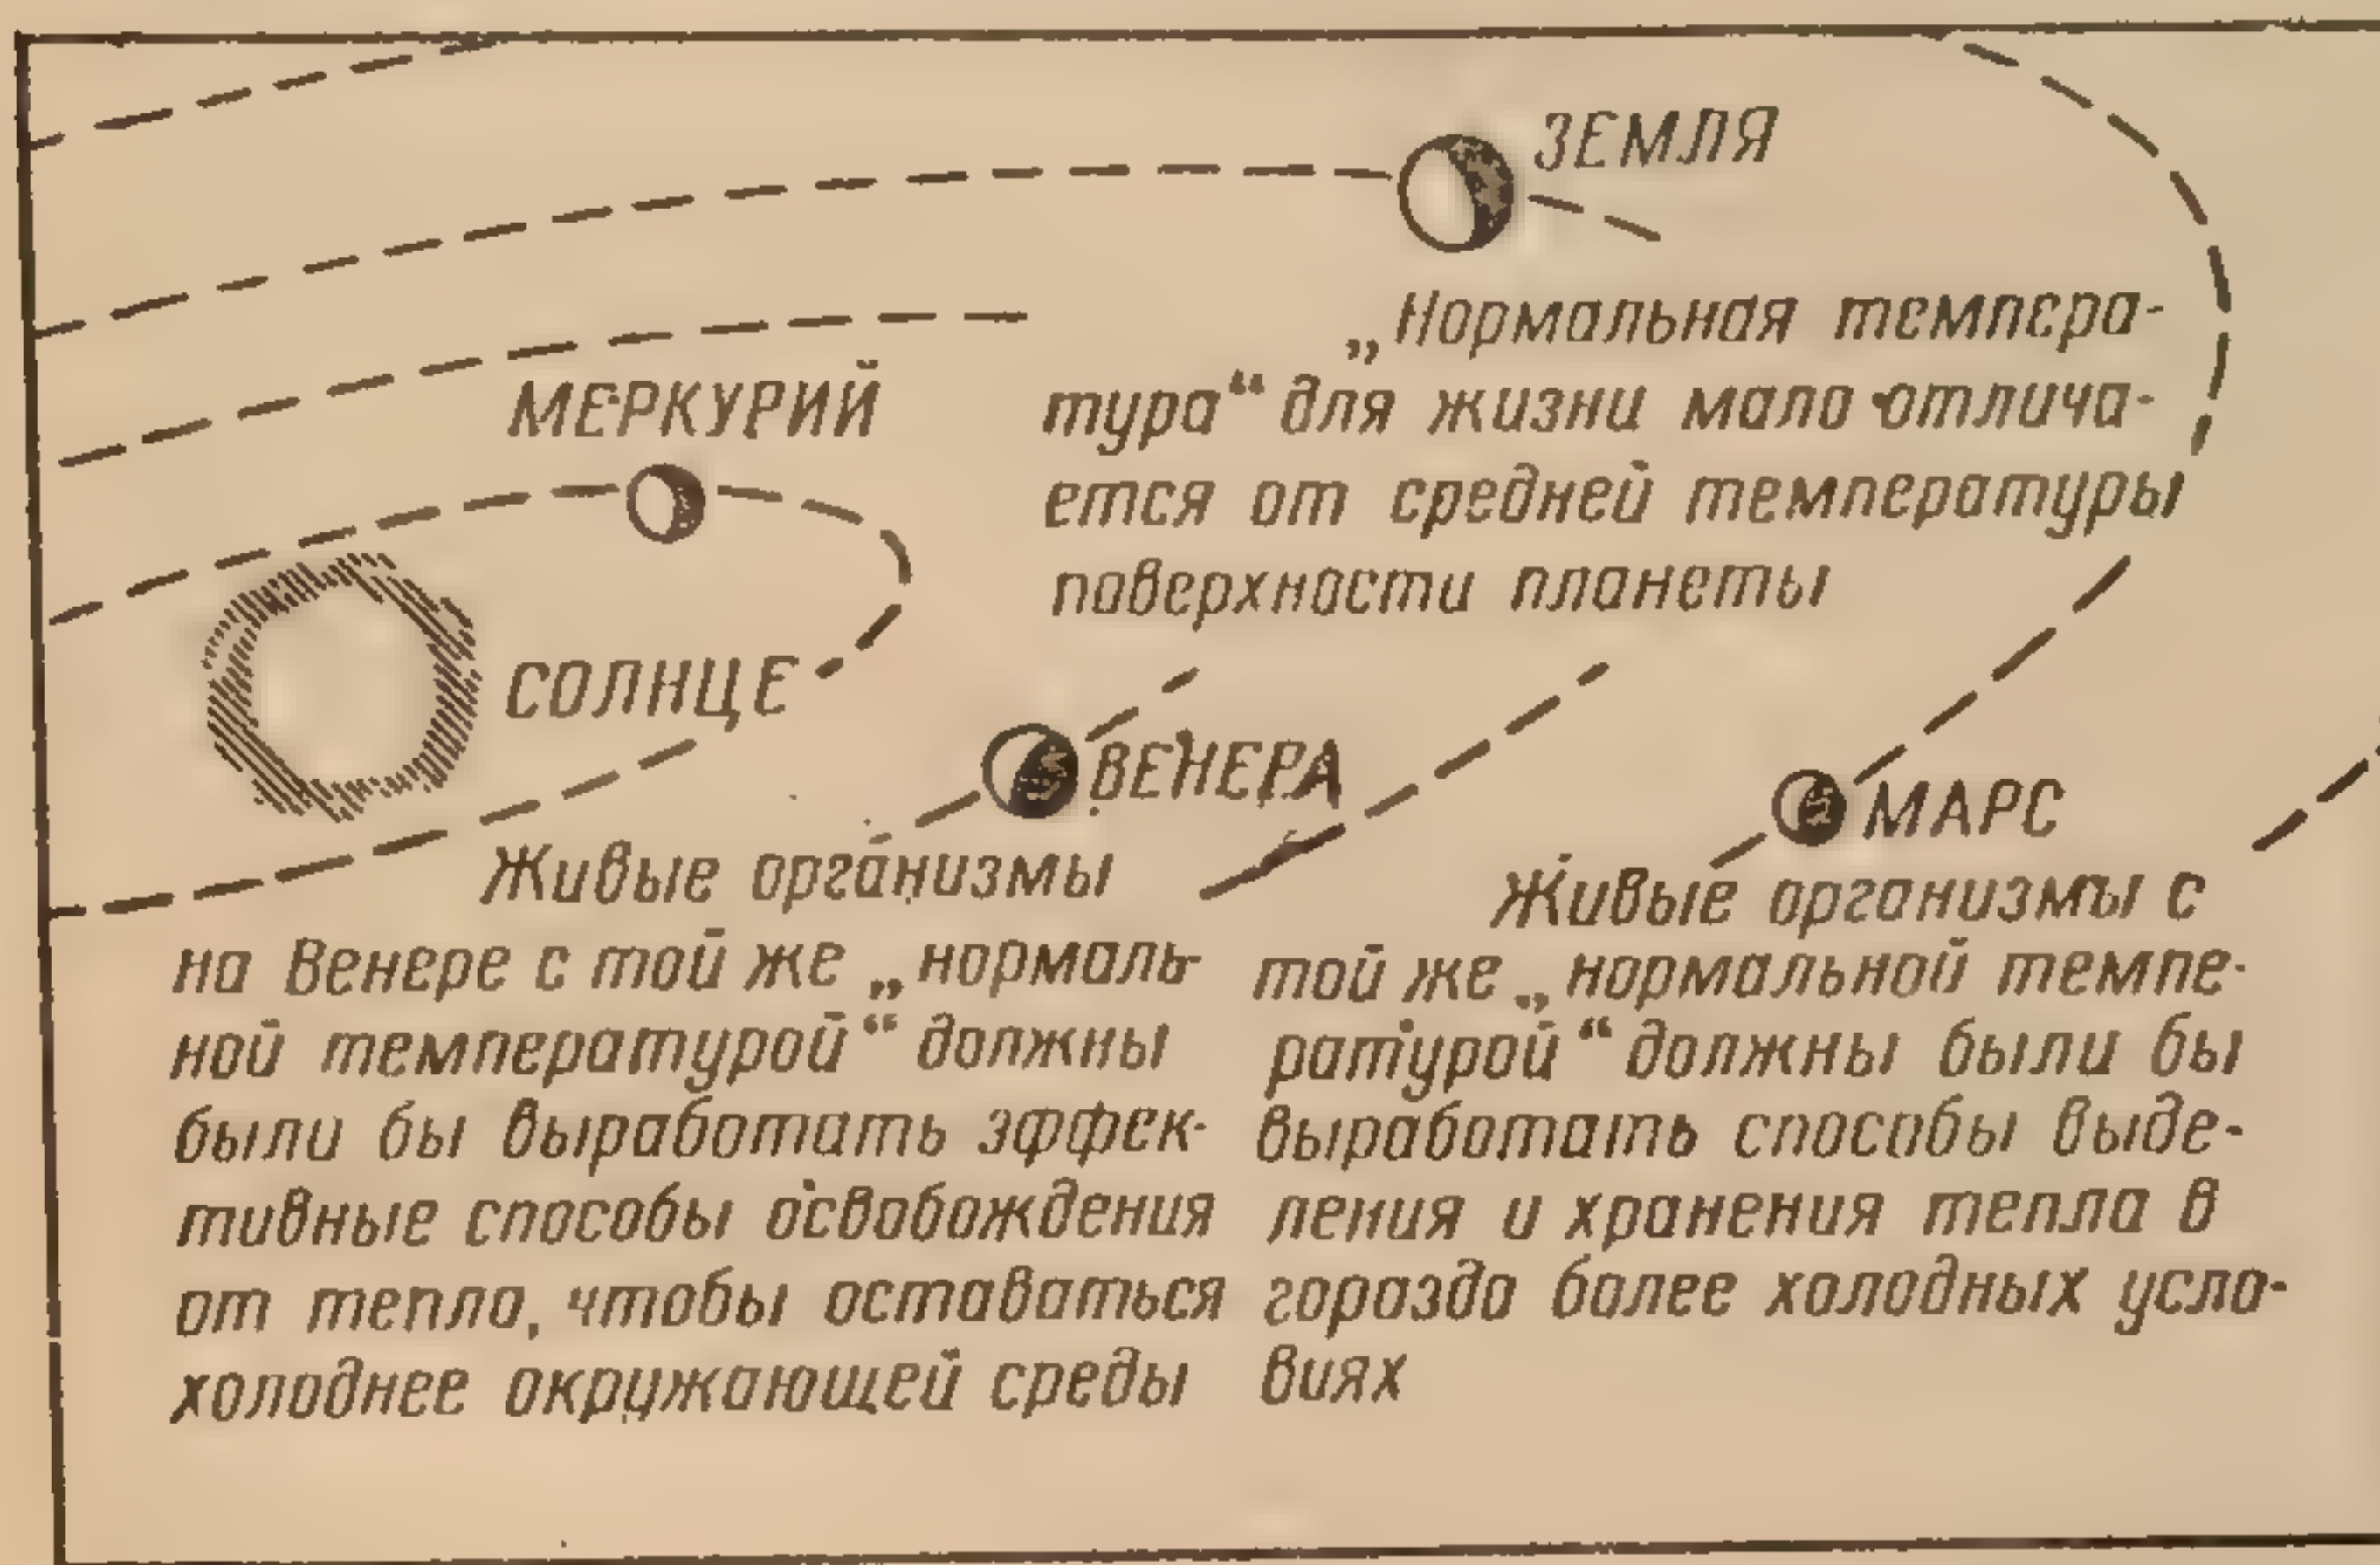 ЗЕМЛЯ
„Нормальная темпера-
тура“ для жизни мало отлича-
ется от средней температуры
поверхности планеты
МЕРКУРИЙ
СОЛНЦЕ
ВЕНЕРА
Живые организмы
на Венере с той же „нормаль-
ной температурой“ должны
были бы выработать эффек-
тивные способы освобождения
от тепла, чтобы оставаться
холоднее окружающей среды
МАРС
Живые организмы с
той же „нормальной темпе-
ратурой“ должны были бы
выработать способы выде-
ления и хранения тепла в
гораздо более холодных усло-
виях